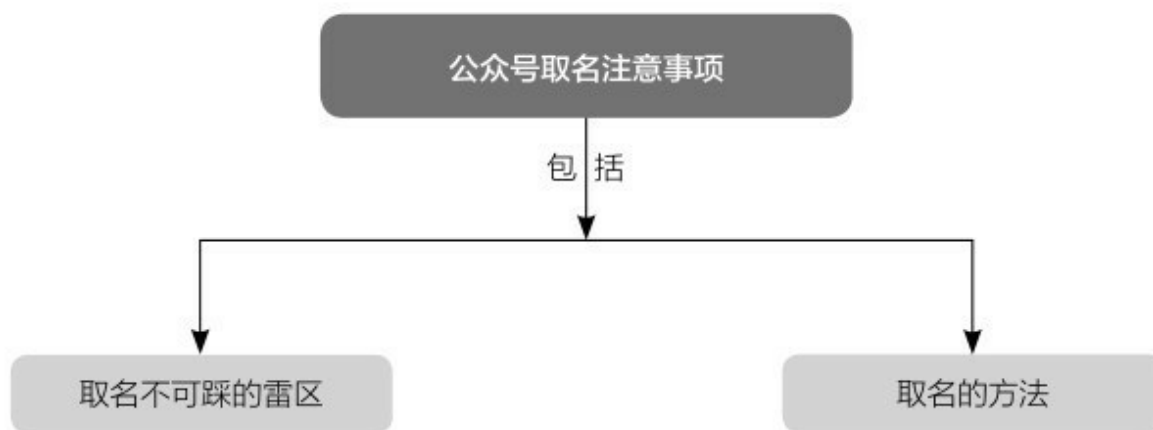 公众号取名注意事项
包括
取名不可踩的雷区
取名的方法